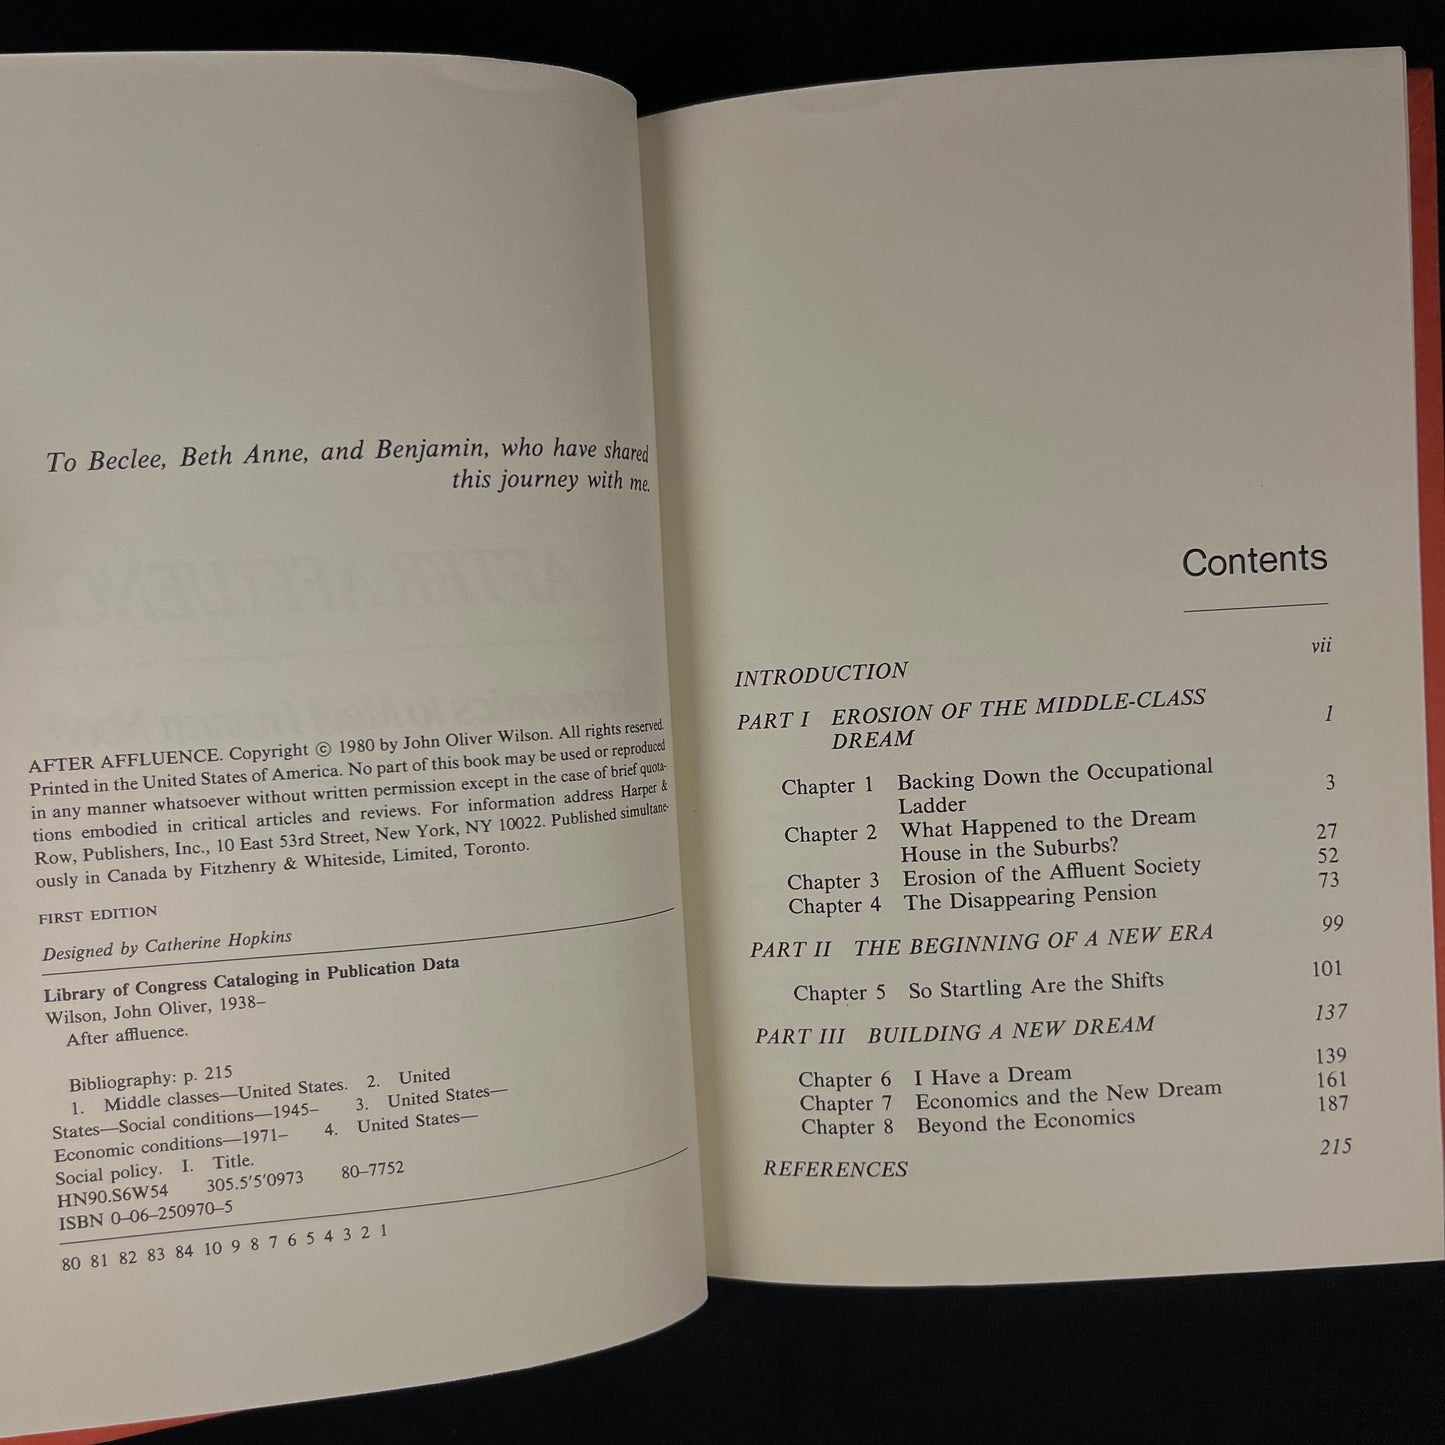 To Beclee, Beth Anne, and Benjamin, who have shared
this journey with me.
AFTER AFFLUENCE
AFTER AFFLUENCE. Copyright © 1980 by John Oliver Wilson. All rights reserved.
Printed in the United States of America. No part of this book may be used or reproduced
in any manner whatsoever without written permission except in the case of brief quota-
tions embodied in critical articles and reviews. For information address Harper &
Row, Publishers, Inc., 10 East 53rd Street, New York, NY 10022. Published simultane-
ously in Canada by Fitzhenry & Whiteside, Limited, Toronto.
FIRST EDITION
Designed by Catherine Hopkins
Library of Congress Cataloging in Publication Data
Wilson, John Oliver, 1938–
After affluence.
Bibliography: p. 215
1. Middle classes—United States. 2. United
States—Social conditions—1945– 3. United States—
Economic conditions—1971– 4. United States—
Social policy. I. Title.
HN90.S6W54 305.5'5'0973 80–7752
ISBN 0–06–250970–5
80 81 82 83 84 10 9 8 7 6 5 4 3 2 1
Contents
INTRODUCTION vii
PART I EROSION OF THE MIDDLE-CLASS
DREAM 1
Chapter 1 Backing Down the Occupational
Ladder 3
Chapter 2 What Happened to the Dream
House in the Suburbs? 27
Chapter 3 Erosion of the Affluent Society 52
Chapter 4 The Disappearing Pension 73
PART II THE BEGINNING OF A NEW ERA 99
Chapter 5 So Startling Are the Shifts 101
PART III BUILDING A NEW DREAM 137
Chapter 6 I Have a Dream 139
Chapter 7 Economics and the New Dream 161
Chapter 8 Beyond the Economics 187
REFERENCES 215